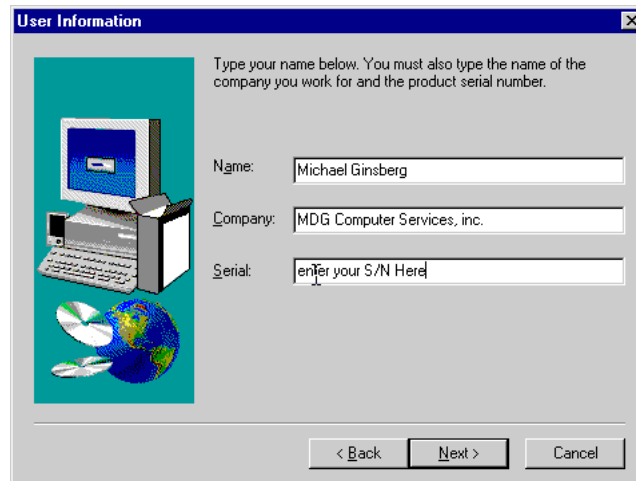 User Information
Type your name below. You must also type the name of the
company you work for and the product serial number.
Name: Michael Ginsberg
Company: MDG Computer Services, inc.
Serial: enter your S/N Here
< Back Next > Cancel